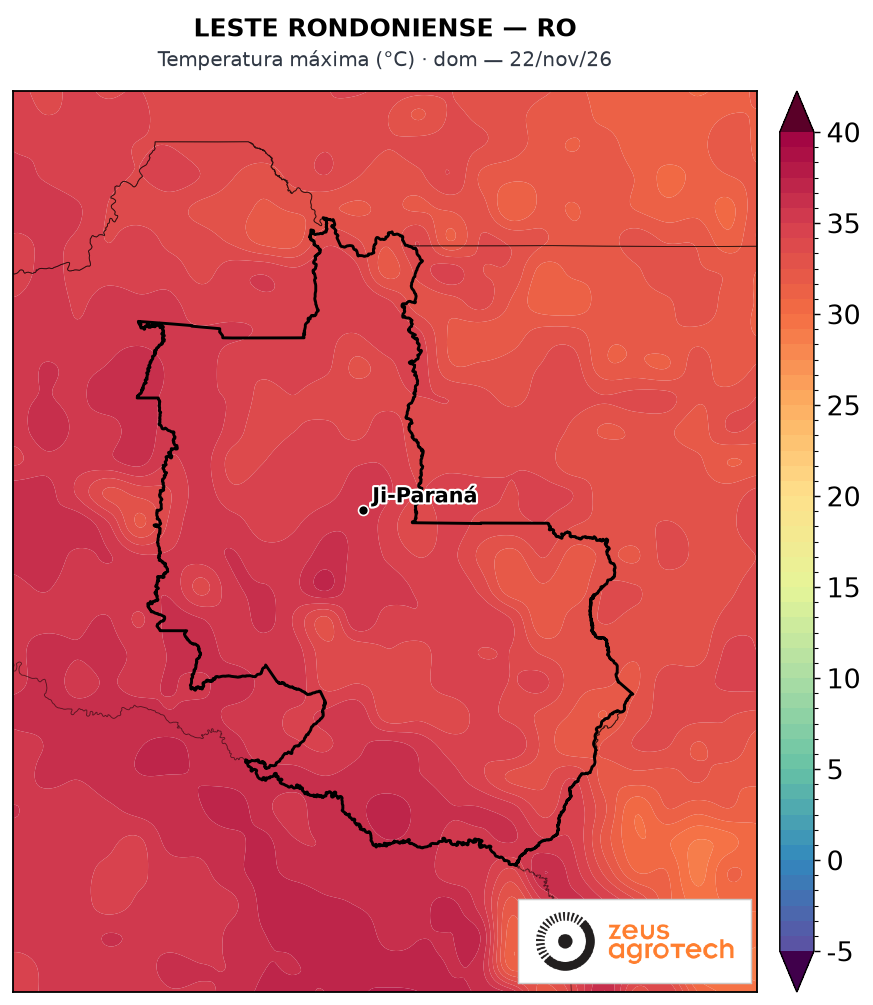 LESTE RONDONIENSE — RO
Temperatura máxima (°C) · dom — 22/nov/26
Ji-Paraná
40
35
30
25
20
15
10
5
0
-5
zeus
agrotech